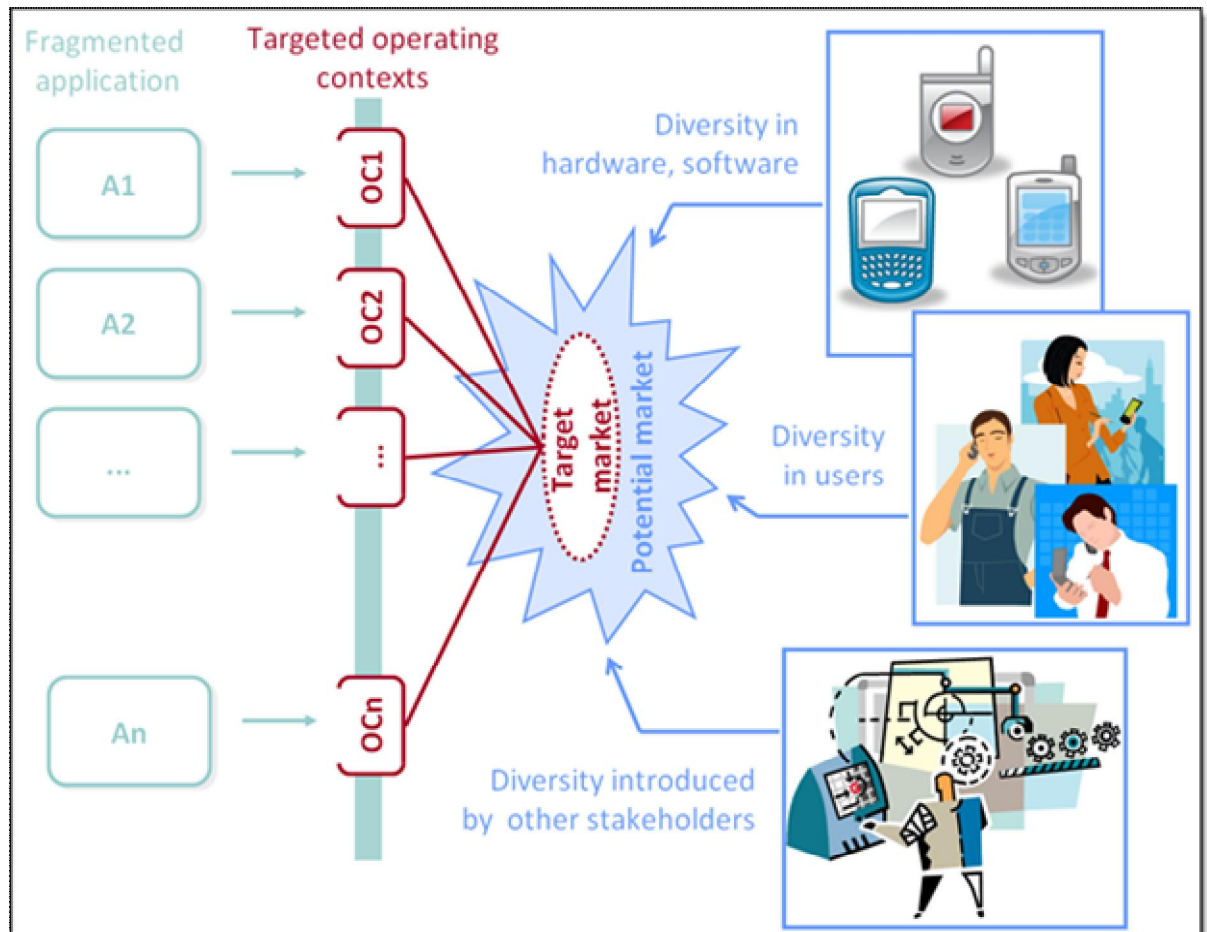 Fragmented
application
Targeted operating
contexts
A1
OC1
A2
OC2
...
...
An
OCn
Target
market
Potential market
Diversity in
hardware, software
Diversity
in users
Diversity introduced
by other stakeholders